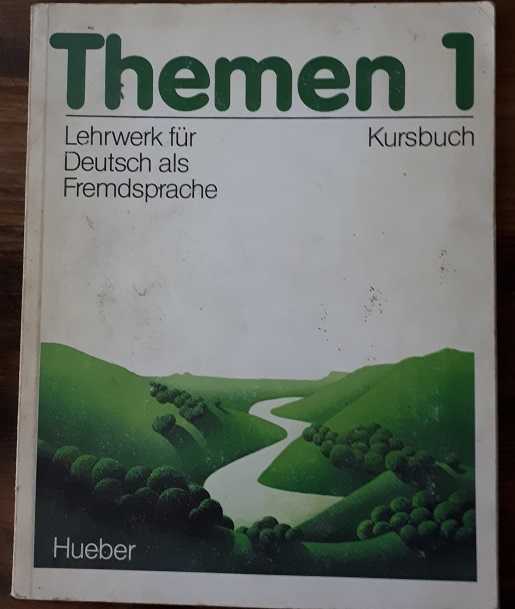 Themen 1
Lehrwerk für
Deutsch als
Fremdsprache
Kursbuch
Hueber